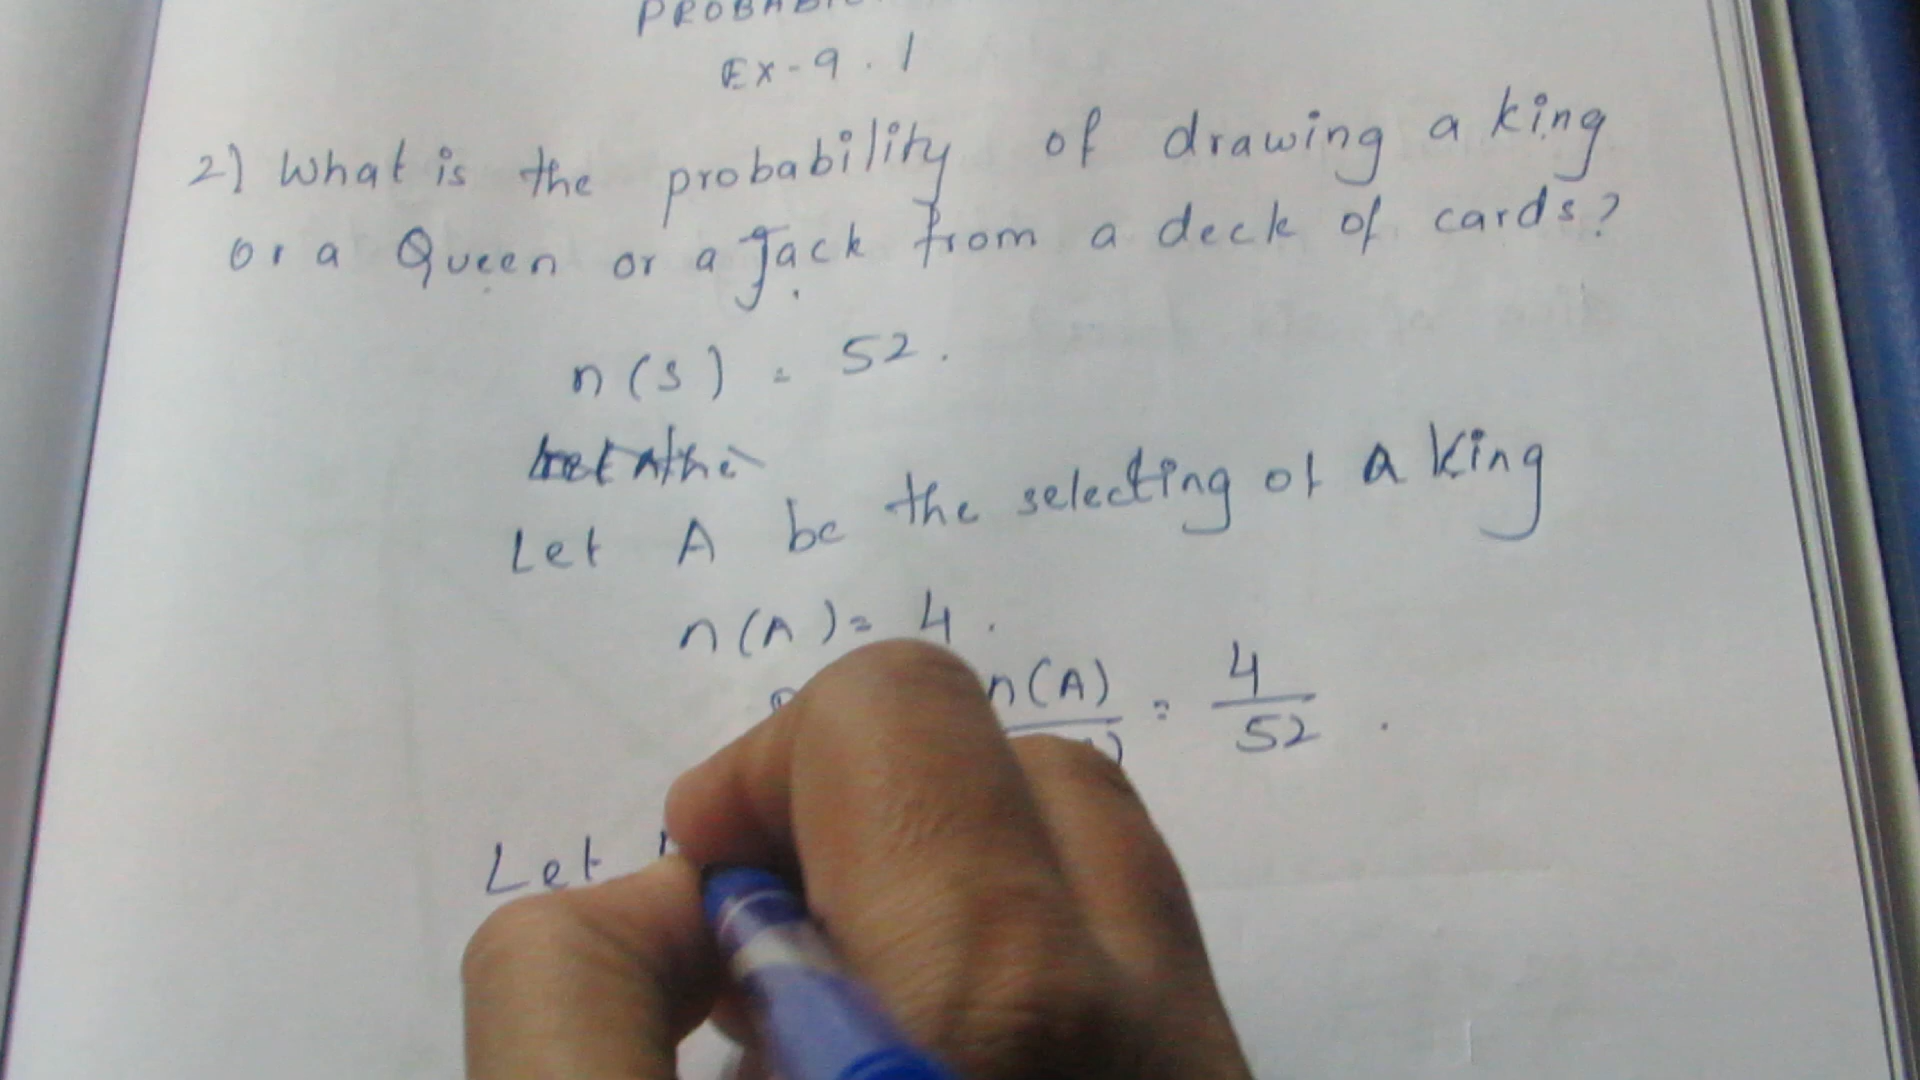 Ex-9.1
2) What is the probability of drawing a king
or a Queen or a Jack from a deck of cards?
n(s) = 52.
Let A be the selecting of a King
n(A) = 4.
n(A) = 4
52.
Let